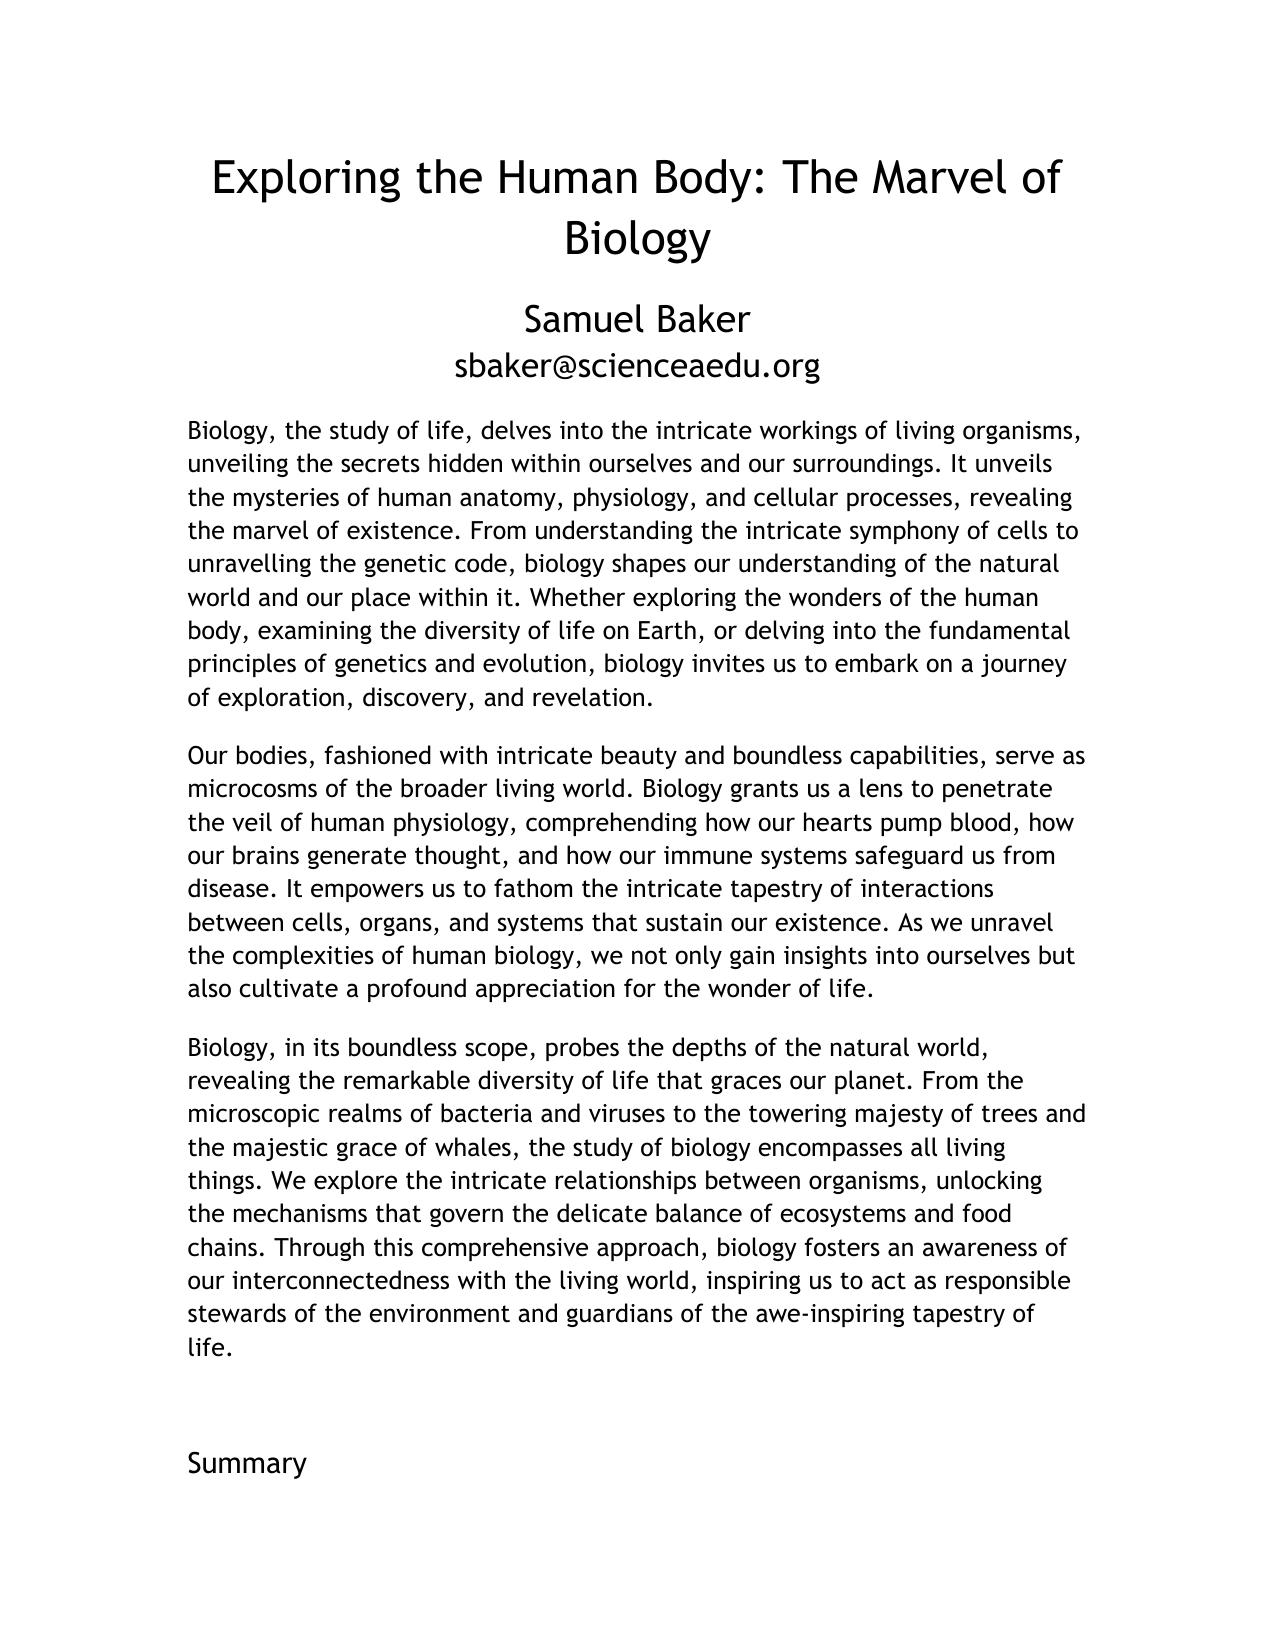 Exploring the Human Body: The Marvel of
Biology
Samuel Baker
sbaker@scienceaedu.org
Biology, the study of life, delves into the intricate workings of living organisms,
unveiling the secrets hidden within ourselves and our surroundings. It unveils
the mysteries of human anatomy, physiology, and cellular processes, revealing
the marvel of existence. From understanding the intricate symphony of cells to
unravelling the genetic code, biology shapes our understanding of the natural
world and our place within it. Whether exploring the wonders of the human
body, examining the diversity of life on Earth, or delving into the fundamental
principles of genetics and evolution, biology invites us to embark on a journey
of exploration, discovery, and revelation.
Our bodies, fashioned with intricate beauty and boundless capabilities, serve as
microcosms of the broader living world. Biology grants us a lens to penetrate
the veil of human physiology, comprehending how our hearts pump blood, how
our brains generate thought, and how our immune systems safeguard us from
disease. It empowers us to fathom the intricate tapestry of interactions
between cells, organs, and systems that sustain our existence. As we unravel
the complexities of human biology, we not only gain insights into ourselves but
also cultivate a profound appreciation for the wonder of life.
Biology, in its boundless scope, probes the depths of the natural world,
revealing the remarkable diversity of life that graces our planet. From the
microscopic realms of bacteria and viruses to the towering majesty of trees and
the majestic grace of whales, the study of biology encompasses all living
things. We explore the intricate relationships between organisms, unlocking
the mechanisms that govern the delicate balance of ecosystems and food
chains. Through this comprehensive approach, biology fosters an awareness of
our interconnectedness with the living world, inspiring us to act as responsible
stewards of the environment and guardians of the awe-inspiring tapestry of
life.
Summary